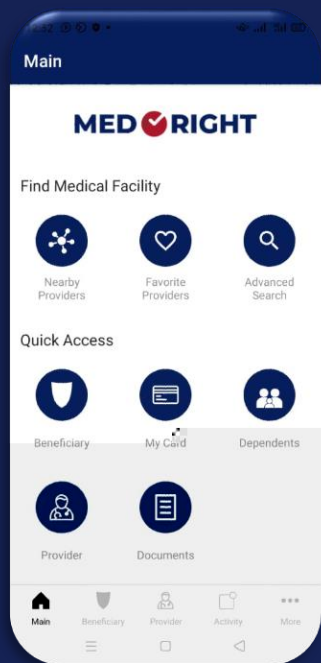 Main
MED RIGHT
Find Medical Facility
Nearby
Providers
Favorite
Providers
Advanced
Search
Quick Access
Beneficiary
My Card
Dependents
Provider
Documents
Main
Beneficiary
Provider
Activity
More